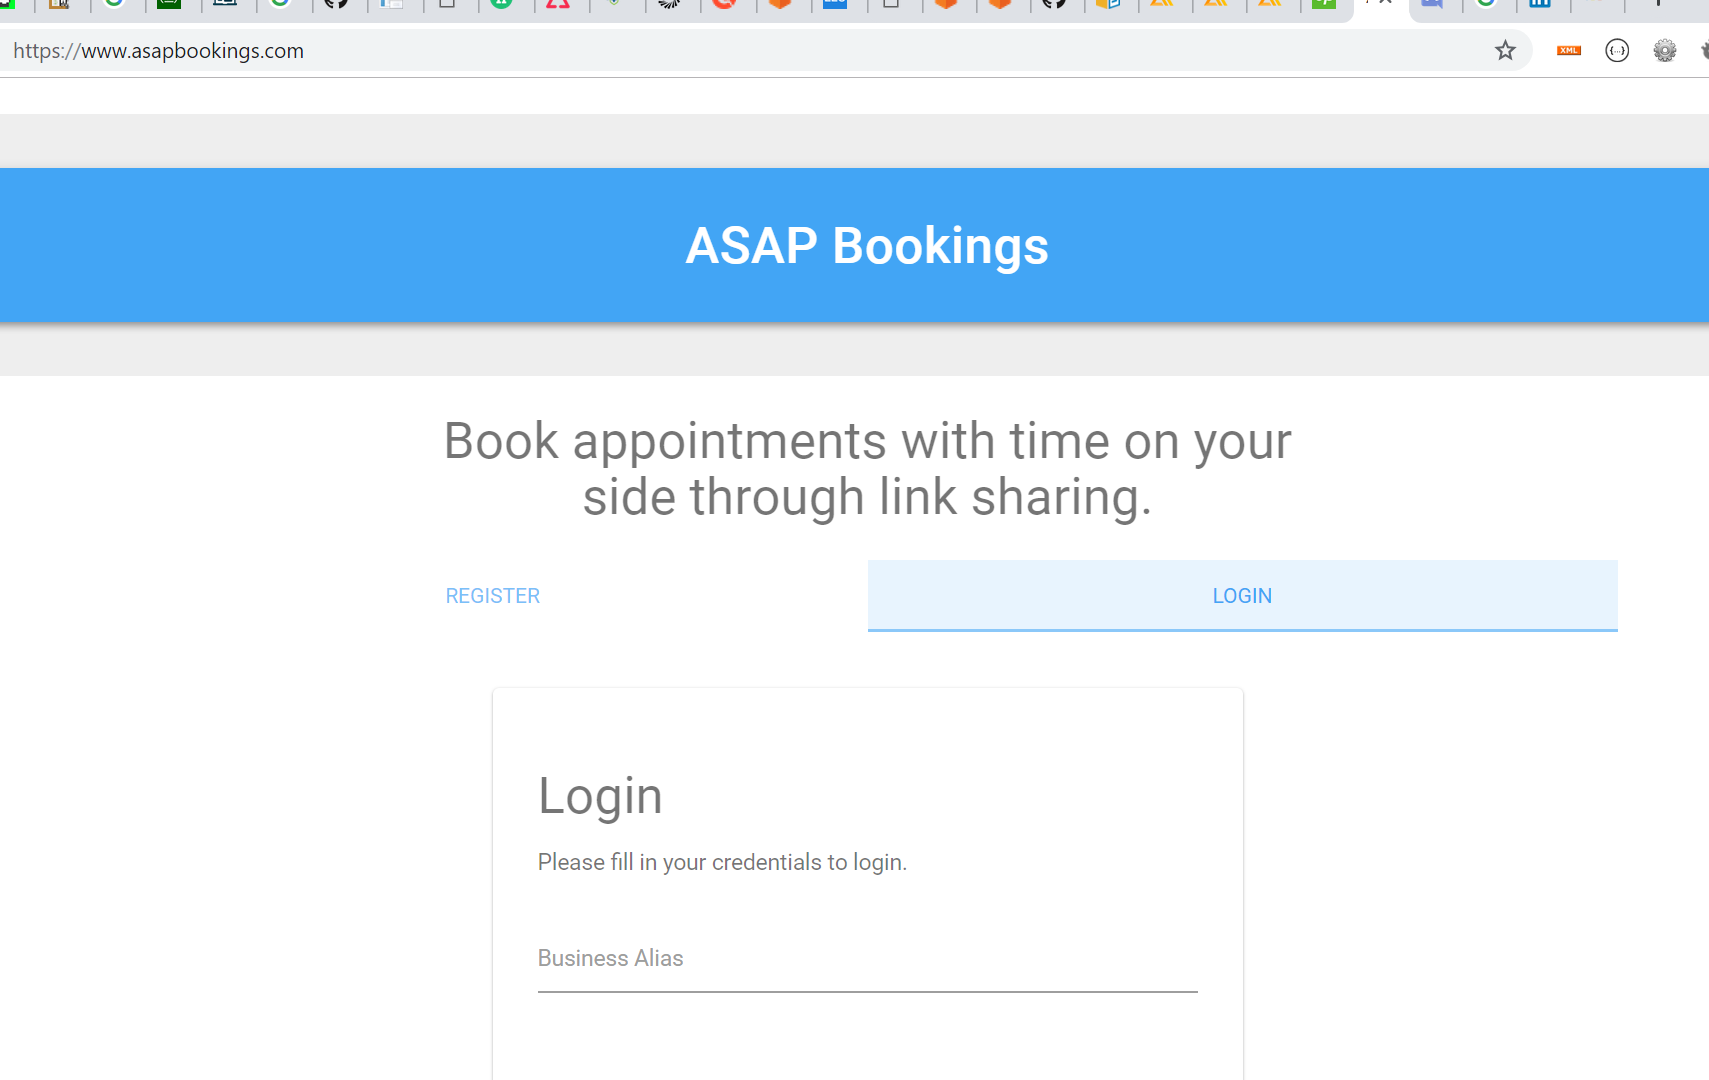 https://www.asapbookings.com
XML
ASAP Bookings
Book appointments with time on your
side through link sharing.
REGISTER
LOGIN
Login
Please fill in your credentials to login.
Business Alias